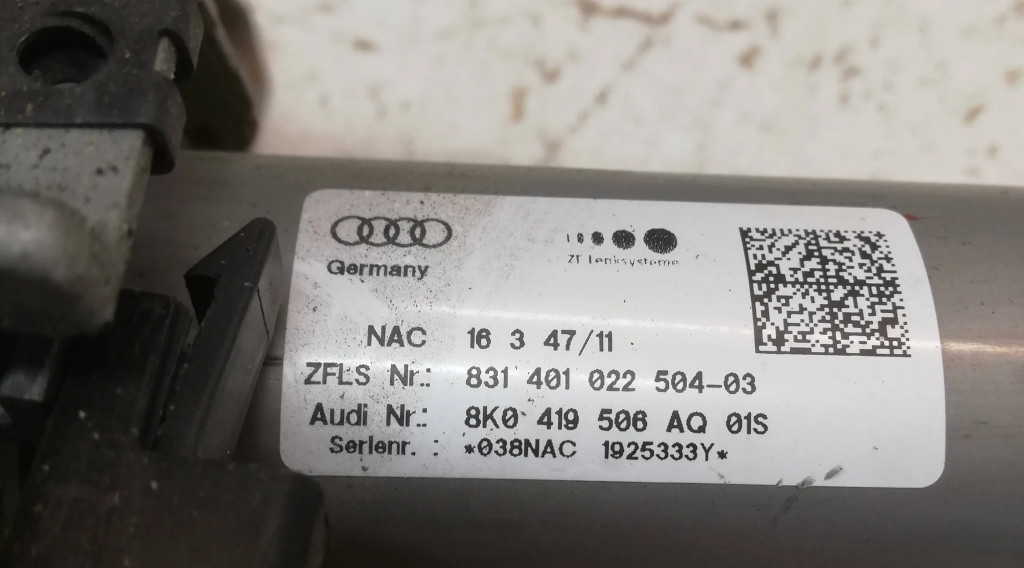 Germany
ZF Lenksysteme
NAC 16 3 47/11
ZFLS Nr.: 831 401 022 504-03
Audi Nr.: 8K0 419 506 AQ 01S
Serienr. : *038NAC 1925333Y*